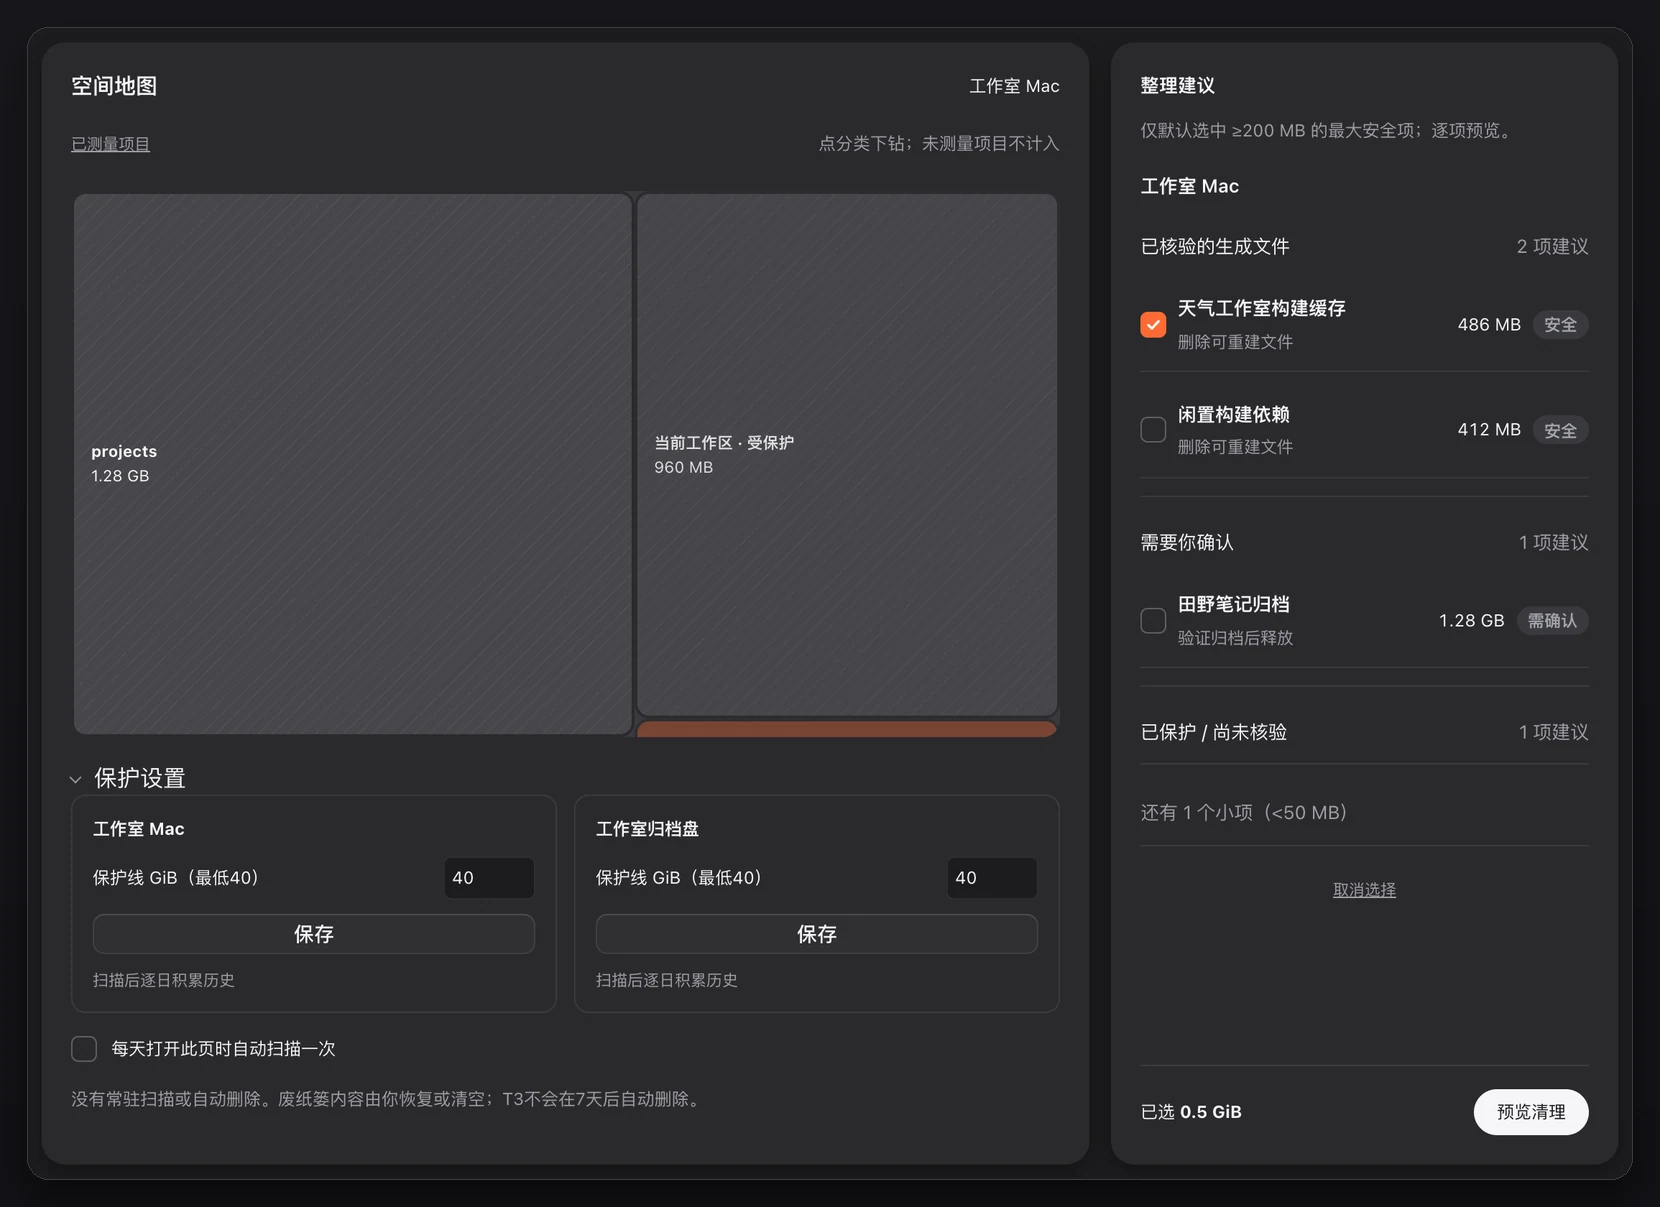 空间地图
工作室 Mac
已测量项目
点分类下钻；未测量项目不计入
projects
1.28 GB
当前工作区 · 受保护
960 MB
保护设置
工作室 Mac
保护线 GiB（最低40）
40
保存
扫描后逐日积累历史
工作室归档盘
保护线 GiB（最低40）
40
保存
扫描后逐日积累历史
每天打开此页时自动扫描一次
没有常驻扫描或自动删除。废纸篓内容由你恢复或清空；T3不会在7天后自动删除。
整理建议
仅默认选中 ≥200 MB 的最大安全项；逐项预览。
工作室 Mac
已核验的生成文件
2 项建议
天气工作室构建缓存
删除可重建文件
486 MB
安全
闲置构建依赖
删除可重建文件
412 MB
安全
需要你确认
1 项建议
田野笔记归档
验证归档后释放
1.28 GB
需确认
已保护 / 尚未核验
1 项建议
还有 1 个小项（<50 MB）
取消选择
已选 0.5 GiB
预览清理